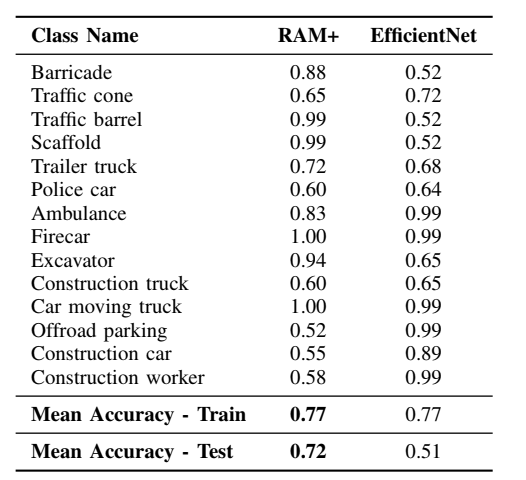 Class Name RAM+ EfficientNet
Barricade 0.88 0.52
Traffic cone 0.65 0.72
Traffic barrel 0.99 0.52
Scaffold 0.99 0.52
Trailer truck 0.72 0.68
Police car 0.60 0.64
Ambulance 0.83 0.99
Firecar 1.00 0.99
Excavator 0.94 0.65
Construction truck 0.60 0.65
Car moving truck 1.00 0.99
Offroad parking 0.52 0.99
Construction car 0.55 0.89
Construction worker 0.58 0.99
Mean Accuracy - Train 0.77 0.77
Mean Accuracy - Test 0.72 0.51